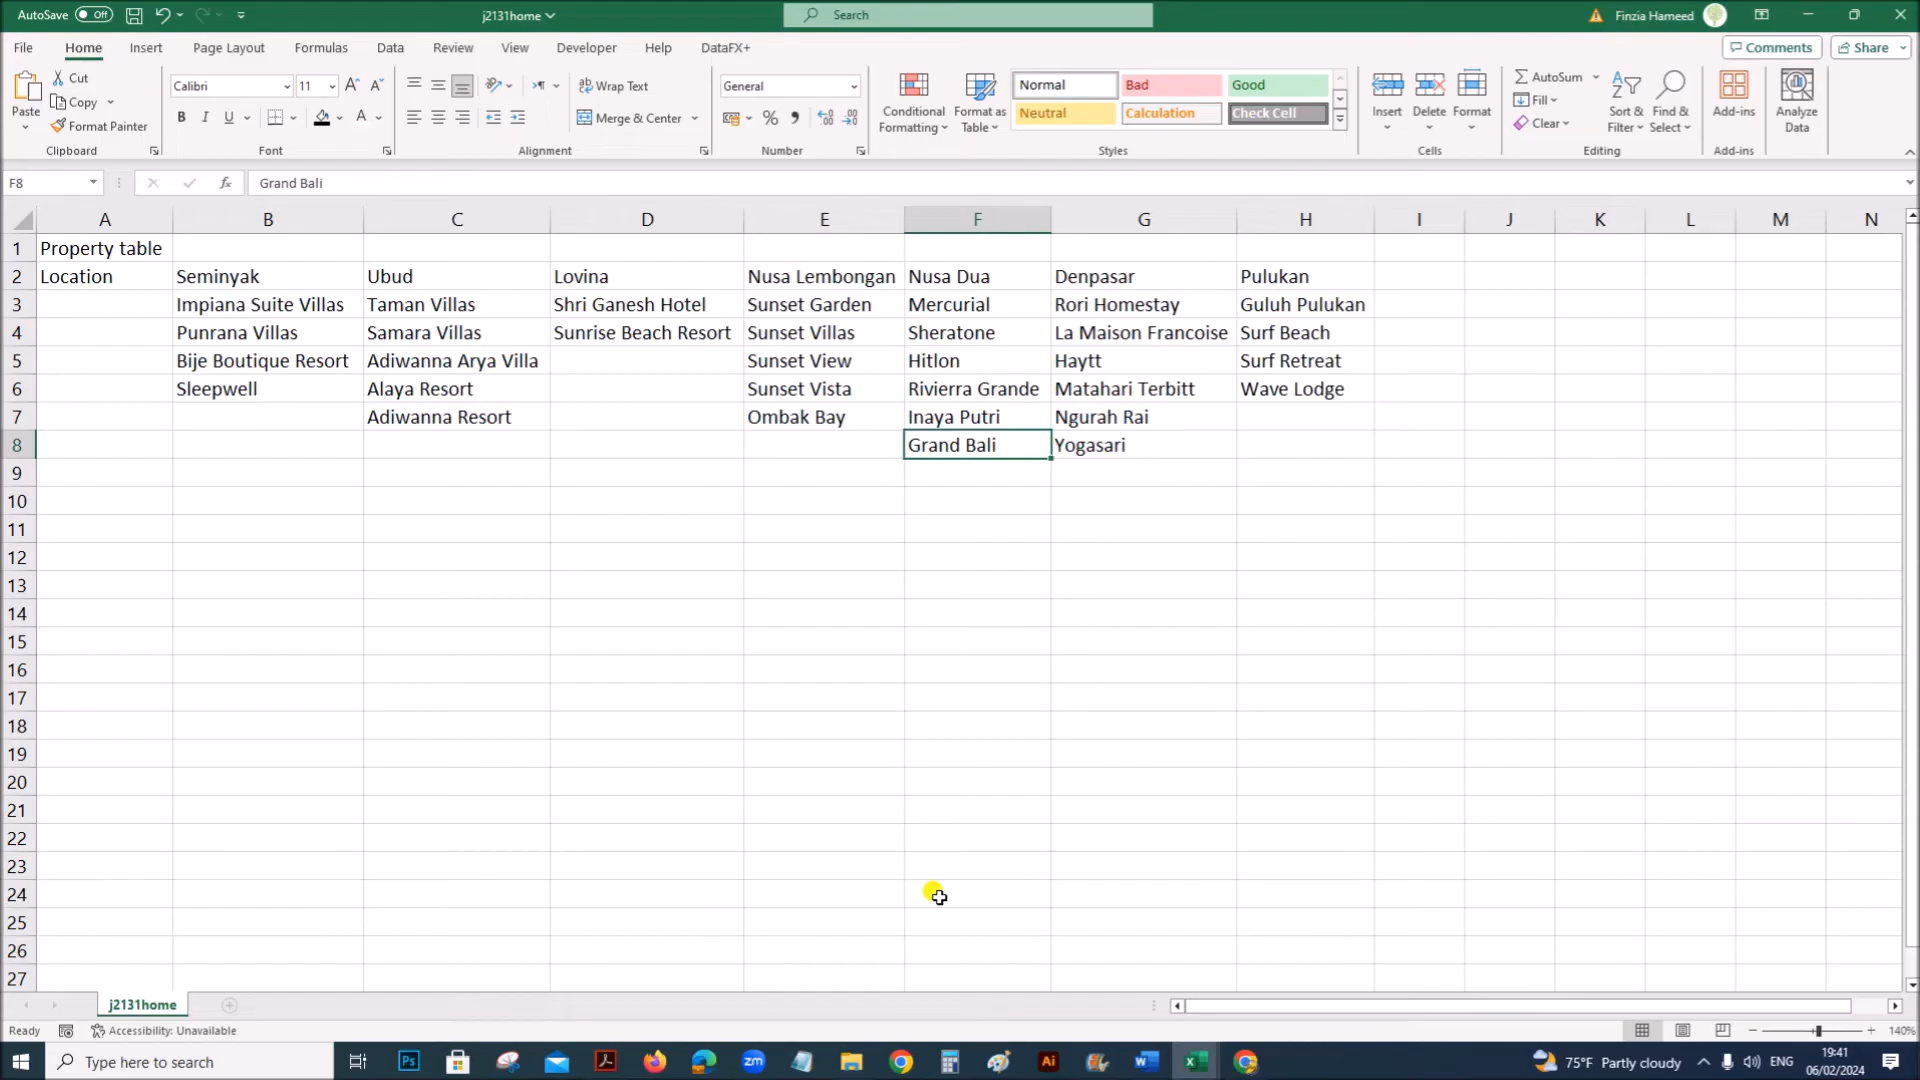 AutoSave Off j2131home Search Finzia Hameed
File Home Insert Page Layout Formulas Data Review View Developer Help DataFX+ Comments Share
Paste Cut Copy Format Painter
Calibri 11 B I U A
Wrap Text Merge & Center
General %
Conditional Formatting Format as Table
Normal Bad Good
Neutral Calculation Check Cell
Insert Delete Format
AutoSum Fill Clear
Sort & Filter Find & Select
Add-ins Analyze Data
Clipboard Font Alignment Number Styles Cells Editing Add-ins
F8 fx Grand Bali
A B C D E F G H I J K L M N
1 Property table
2 Location Seminyak Ubud Lovina Nusa Lembongan Nusa Dua Denpasar Pulukan
3 Impiana Suite Villas Taman Villas Shri Ganesh Hotel Sunset Garden Mercurial Rori Homestay Guluh Pulukan
4 Punrana Villas Samara Villas Sunrise Beach Resort Sunset Villas Sheratone La Maison Francoise Surf Beach
5 Bije Boutique Resort Adiwanna Arya Villa Sunset View Hitlon Haytt Surf Retreat
6 Sleepwell Alaya Resort Sunset Vista Rivierra Grande Matahari Terbitt Wave Lodge
7 Adiwanna Resort Ombak Bay Inaya Putri Ngurah Rai
8 Grand Bali Yogasari
9
10
11
12
13
14
15
16
17
18
19
20
21
22
23
24
25
26
27
j2131home
Ready Accessibility: Unavailable 140%
Type here to search Ps zm Ai 75°F Partly cloudy ENG 19:41
06/02/2024